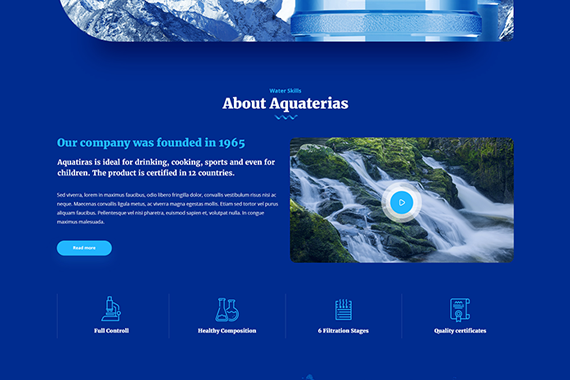 Water Skills
About Aquaterias
Our company was founded in 1965
Aquatiras is ideal for drinking, cooking, sports and even for
children. The product is certified in 12 countries.
Sed viverra, lorem in maximus faucibus, odio libero fringilla dolor, convallis vestibulum risus nisi ac
neque. Maecenas convallis ligula metus, ac viverra magna egestas mollis. Etiam sed tortor vel purus
aliquam faucibus. Pellentesque vel nisi pharetra, euismod sapien et, volutpat nulla. In congue
maximus malesuada.
Read more
Full Controll
Healthy Composition
6 Filtration Stages
Quality certificates